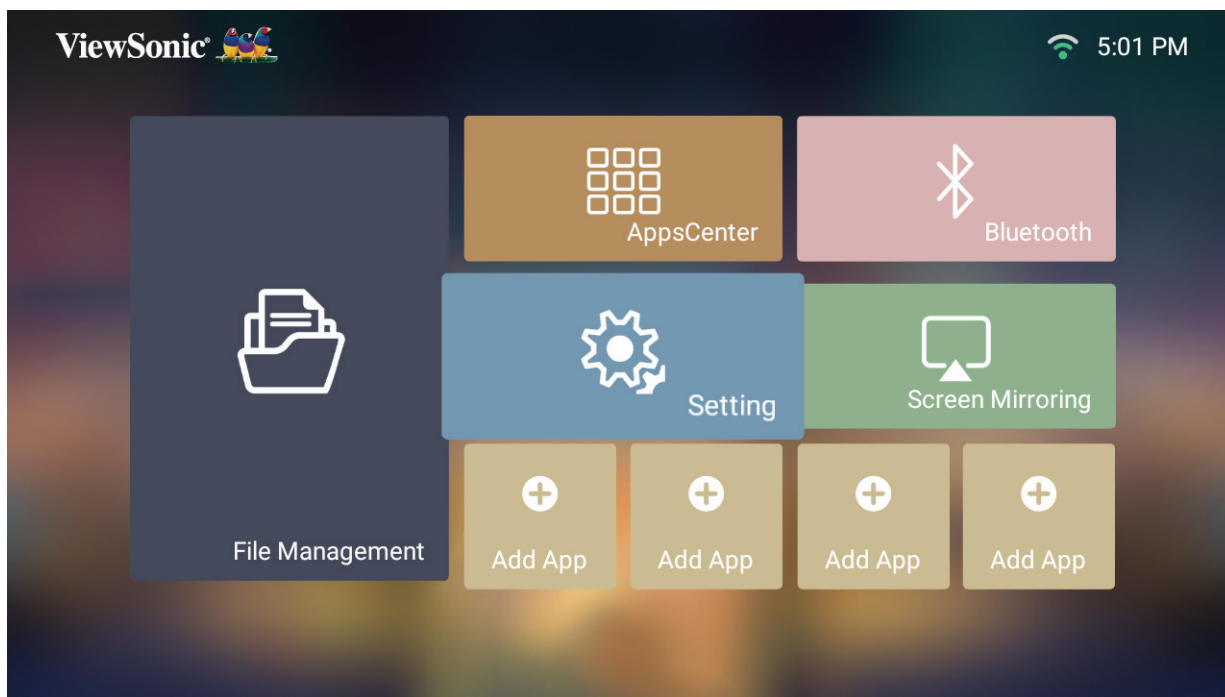 ViewSonic®
5:01 PM
AppsCenter
Bluetooth
Setting
Screen Mirroring
File Management
Add App
Add App
Add App
Add App